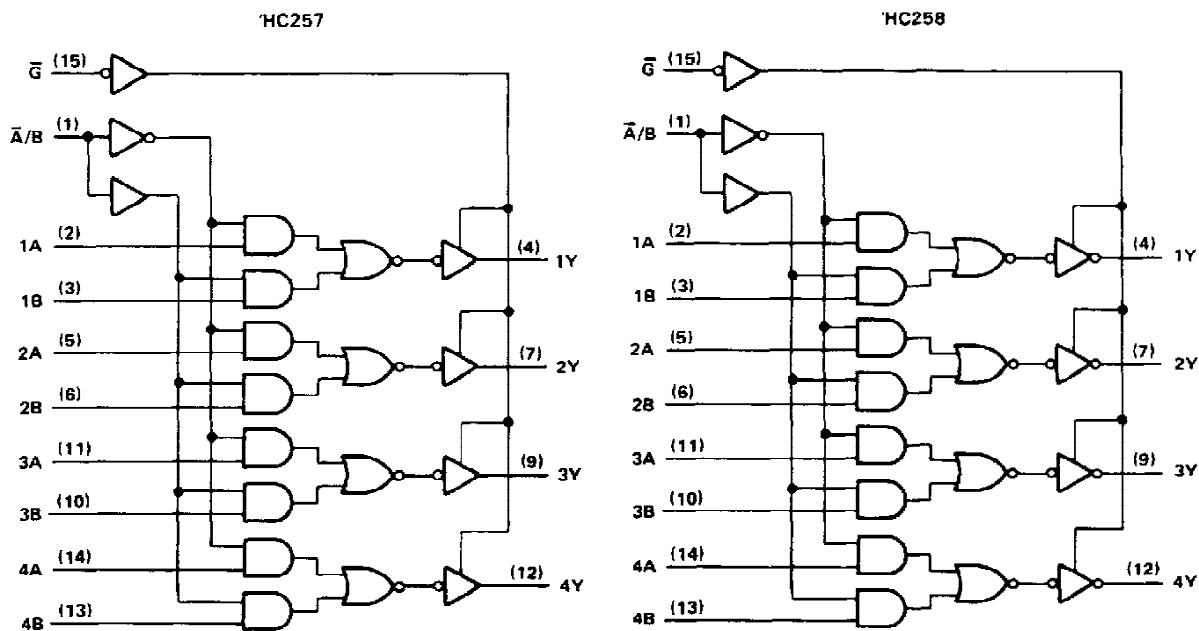 'HC257
G̅ (15)
A̅/B (1)
1A (2)
(4) 1Y
1B (3)
2A (5)
(7) 2Y
2B (6)
3A (11)
(9) 3Y
3B (10)
4A (14)
(12) 4Y
4B (13)
'HC258
G̅ (15)
A̅/B (1)
1A (2)
(4) 1Y
1B (3)
2A (5)
(7) 2Y
2B (6)
3A (11)
(9) 3Y
3B (10)
4A (14)
(12) 4Y
4B (13)